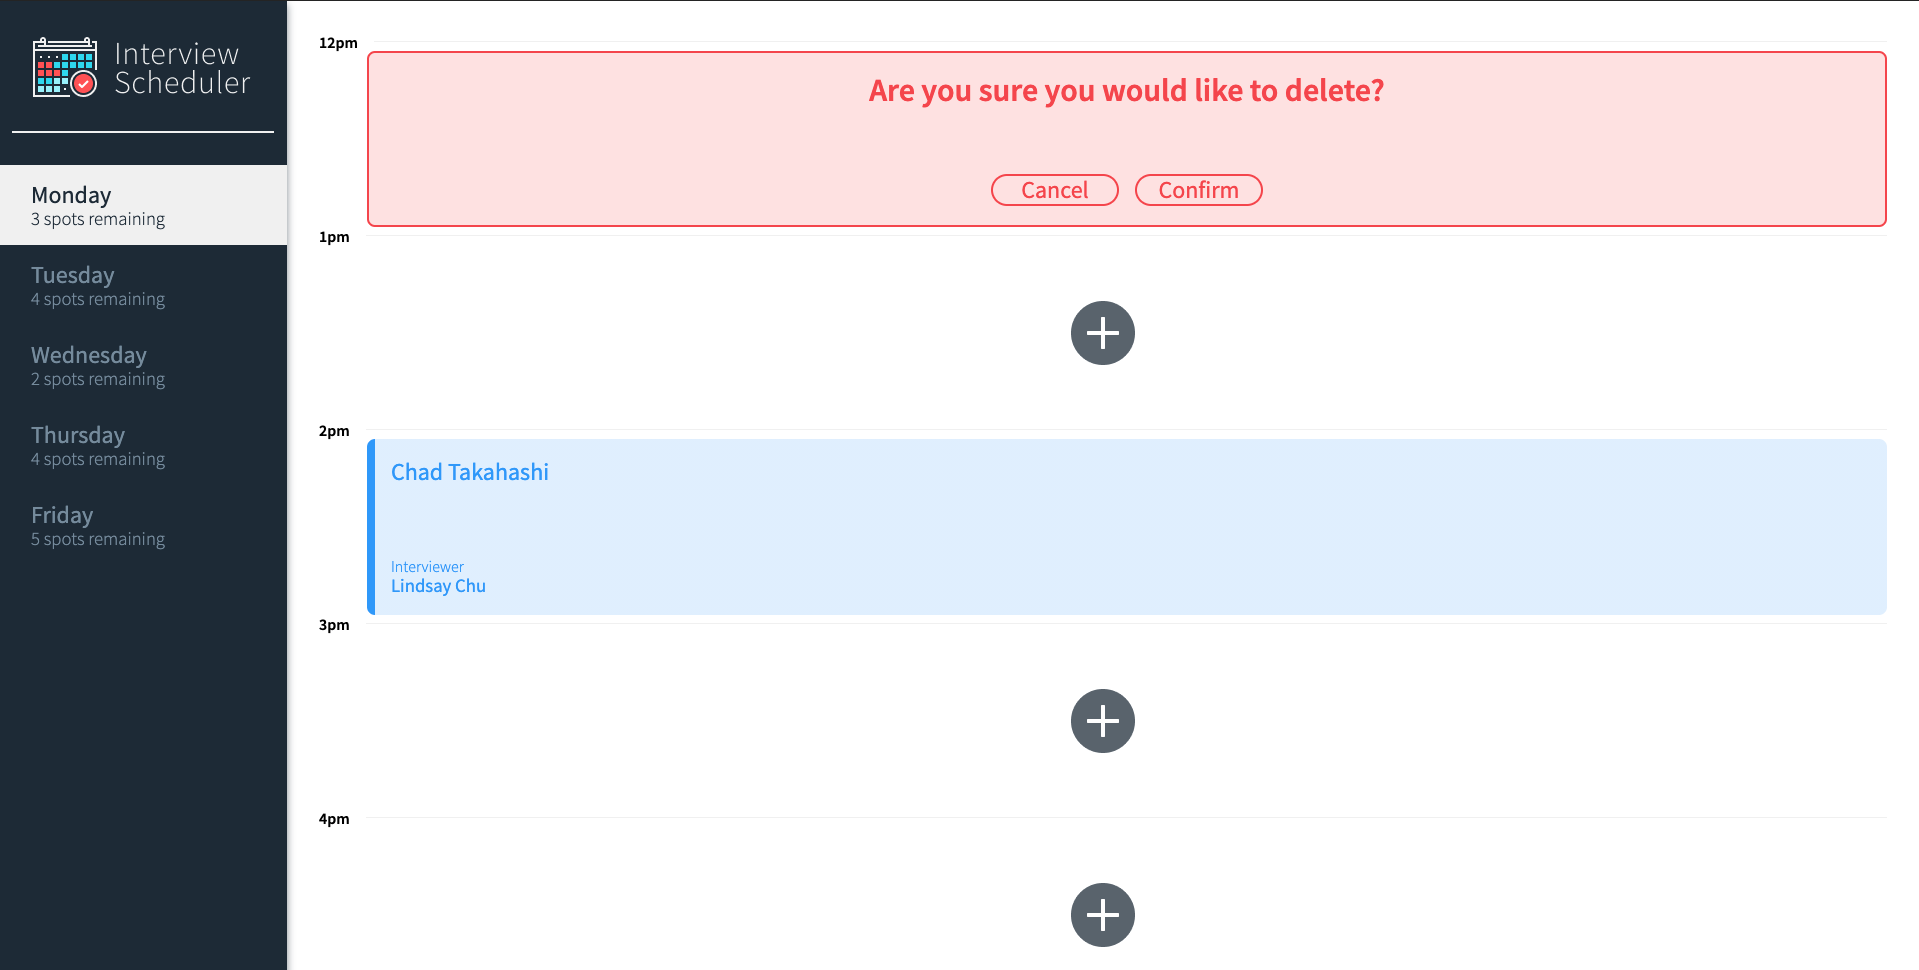 Interview
Scheduler
Monday
3 spots remaining
Tuesday
4 spots remaining
Wednesday
2 spots remaining
Thursday
4 spots remaining
Friday
5 spots remaining
12pm
Are you sure you would like to delete?
Cancel Confirm
1pm
2pm
Chad Takahashi
Interviewer
Lindsay Chu
3pm
4pm